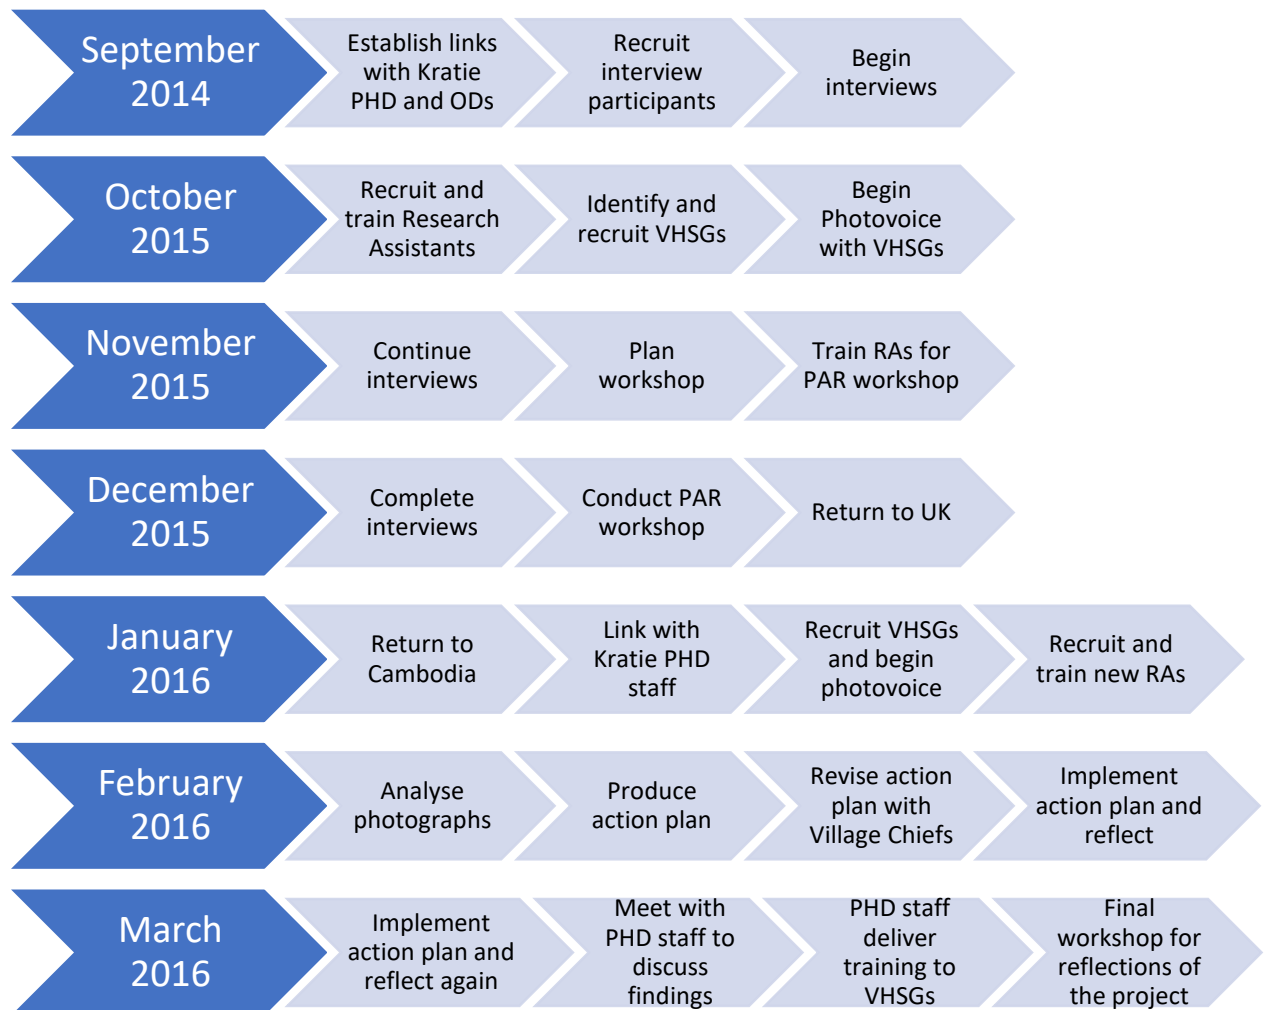 September
2014
Establish links
with Kratie
PHD and ODs
Recruit
interview
participants
Begin
interviews
October
2015
Recruit and
train Research
Assistants
Identify and
recruit VHSGs
Begin
Photovoice
with VHSGs
November
2015
Continue
interviews
Plan
workshop
Train RAs for
PAR workshop
December
2015
Complete
interviews
Conduct PAR
workshop
Return to UK
January
2016
Return to
Cambodia
Link with
Kratie PHD
staff
Recruit VHSGs
and begin
photovoice
Recruit and
train new RAs
February
2016
Analyse
photographs
Produce
action plan
Revise action
plan with
Village Chiefs
Implement
action plan and
reflect
March
2016
Implement
action plan and
reflect again
Meet with
PHD staff to
discuss
findings
PHD staff
deliver
training to
VHSGs
Final
workshop for
reflections of
the project